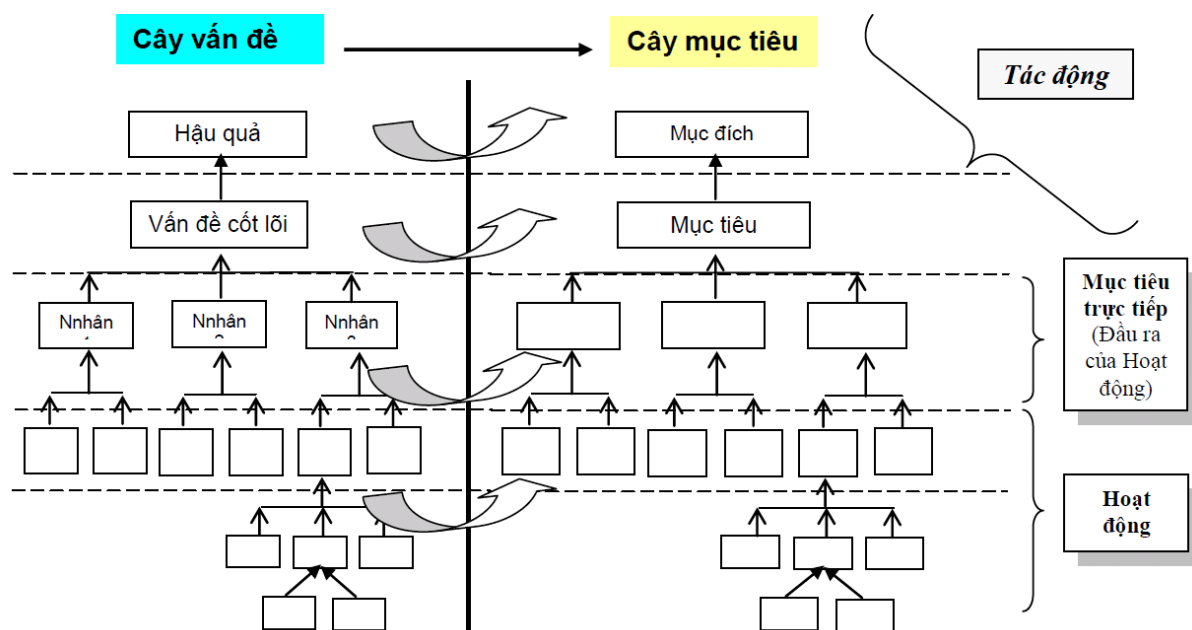 Cây vấn đề
Cây mục tiêu
Tác động
Hậu quả
Mục đích
Vấn đề cốt lõi
Mục tiêu
Nnhân
Nnhân
Nnhân
Mục tiêu
trực tiếp
(Đầu ra
của Hoạt
động)
Hoạt
động